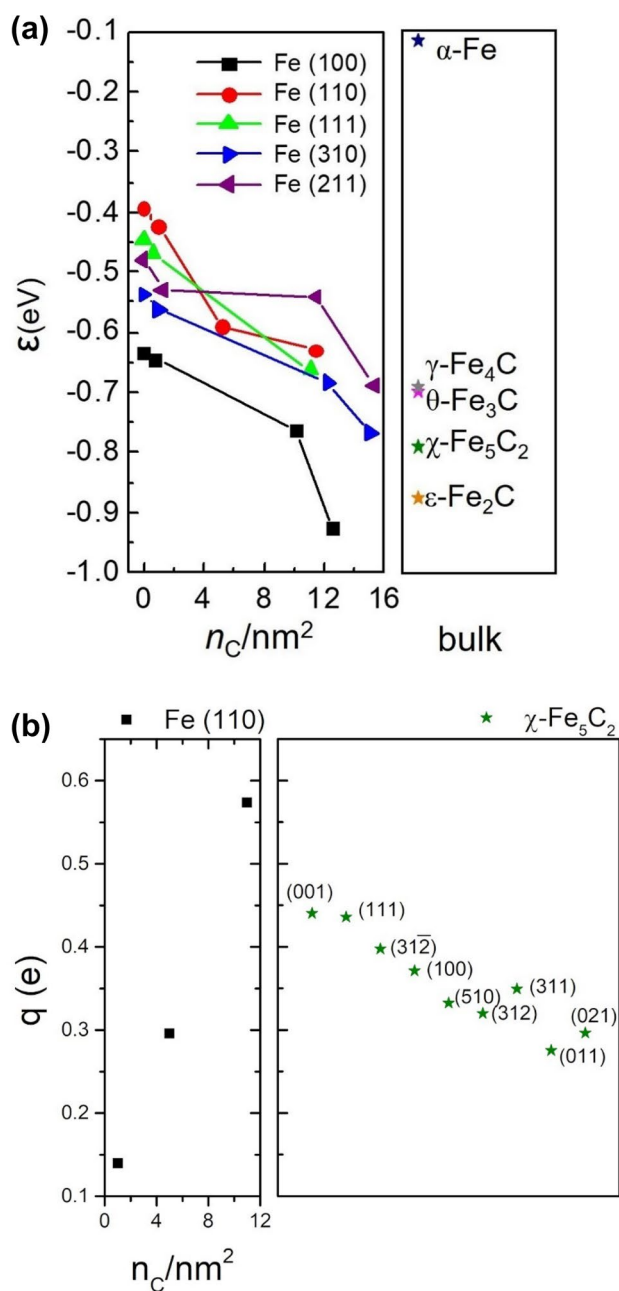 (a)
Fe (100)
Fe (110)
Fe (111)
Fe (310)
Fe (211)
-0.1
-0.2
-0.3
-0.4
-0.5
-0.6
-0.7
-0.8
-0.9
-1.0
ε(eV)
0 4 8 12 16
n_C/nm²
α-Fe
γ-Fe₄C
θ-Fe₃C
χ-Fe₅C₂
ε-Fe₂C
bulk
(b)
Fe (110)
χ-Fe₅C₂
0.6
0.5
0.4
0.3
0.2
0.1
q (e)
0 4 8 12
n_C/nm²
(001)
(111)
(312̅)
(100)
(510)
(312)
(311)
(021)
(011)